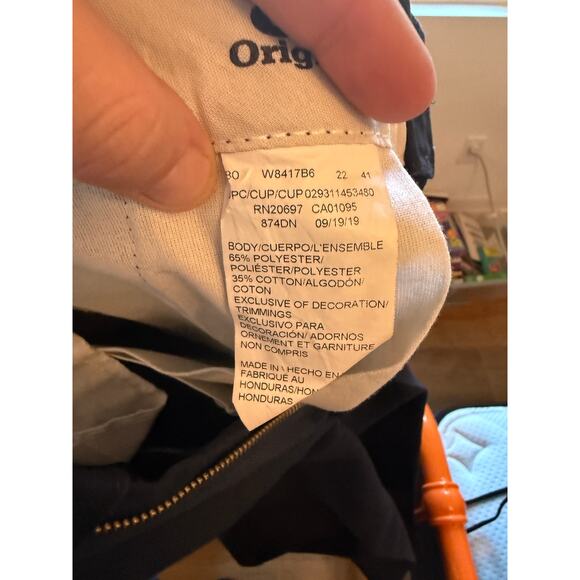 Orig
W8417B6 22 41
PC/CUP/CUP 029311453480
RN20697 CA01095
874DN 09/19/19
BODY/CUERPO/L'ENSEMBLE
65% POLYESTER/
POLIÉSTER/POLYESTER
35% COTTON/ALGODÓN/
COTON
EXCLUSIVE OF DECORATION/
TRIMMINGS
EXCLUSIVO PARA
DECORACIÓN/ ADORNOS
ORNEMENT ET GARNITURE
NON COMPRIS
MADE IN \ HECHO EN
FABRIQUÉ AU
HONDURAS/HON
HONDURAS